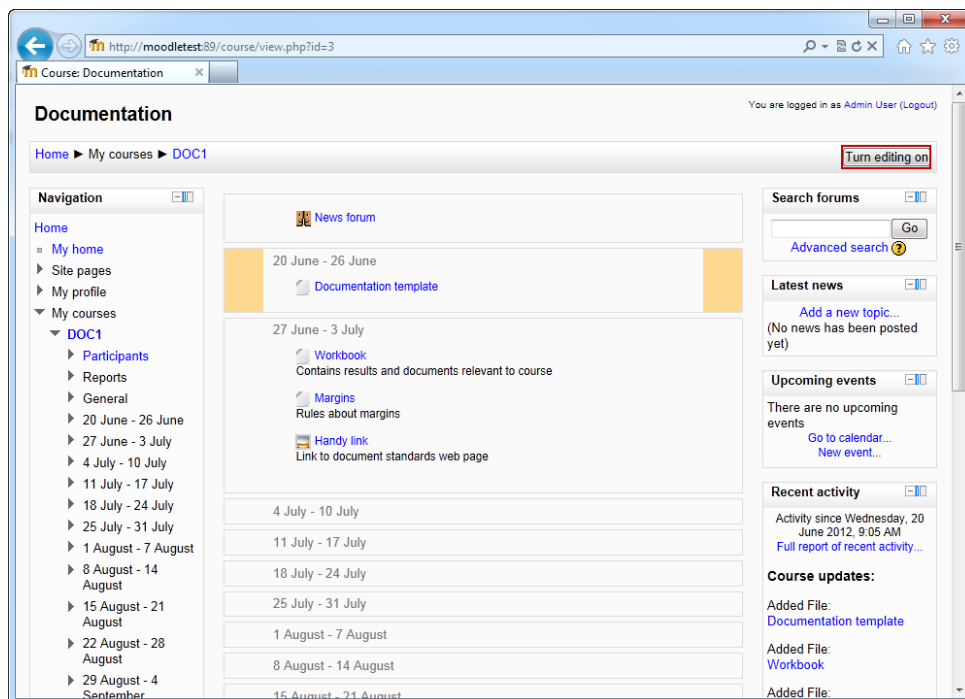 http://moodletest:89/course/view.php?id=3
Course: Documentation
Documentation
You are logged in as Admin User (Logout)
Home ► My courses ► DOC1
Turn editing on
Navigation
Home
My home
Site pages
My profile
My courses
DOC1
Participants
Reports
General
20 June - 26 June
27 June - 3 July
4 July - 10 July
11 July - 17 July
18 July - 24 July
25 July - 31 July
1 August - 7 August
8 August - 14
August
15 August - 21
August
22 August - 28
August
29 August - 4
September
News forum
20 June - 26 June
Documentation template
27 June - 3 July
Workbook
Contains results and documents relevant to course
Margins
Rules about margins
Handy link
Link to document standards web page
4 July - 10 July
11 July - 17 July
18 July - 24 July
25 July - 31 July
1 August - 7 August
8 August - 14 August
15 August - 21 August
Search forums
Go
Advanced search ?
Latest news
Add a new topic...
(No news has been posted
yet)
Upcoming events
There are no upcoming
events
Go to calendar...
New event...
Recent activity
Activity since Wednesday, 20
June 2012, 9:05 AM
Full report of recent activity...
Course updates:
Added File:
Documentation template
Added File:
Workbook
Added File: